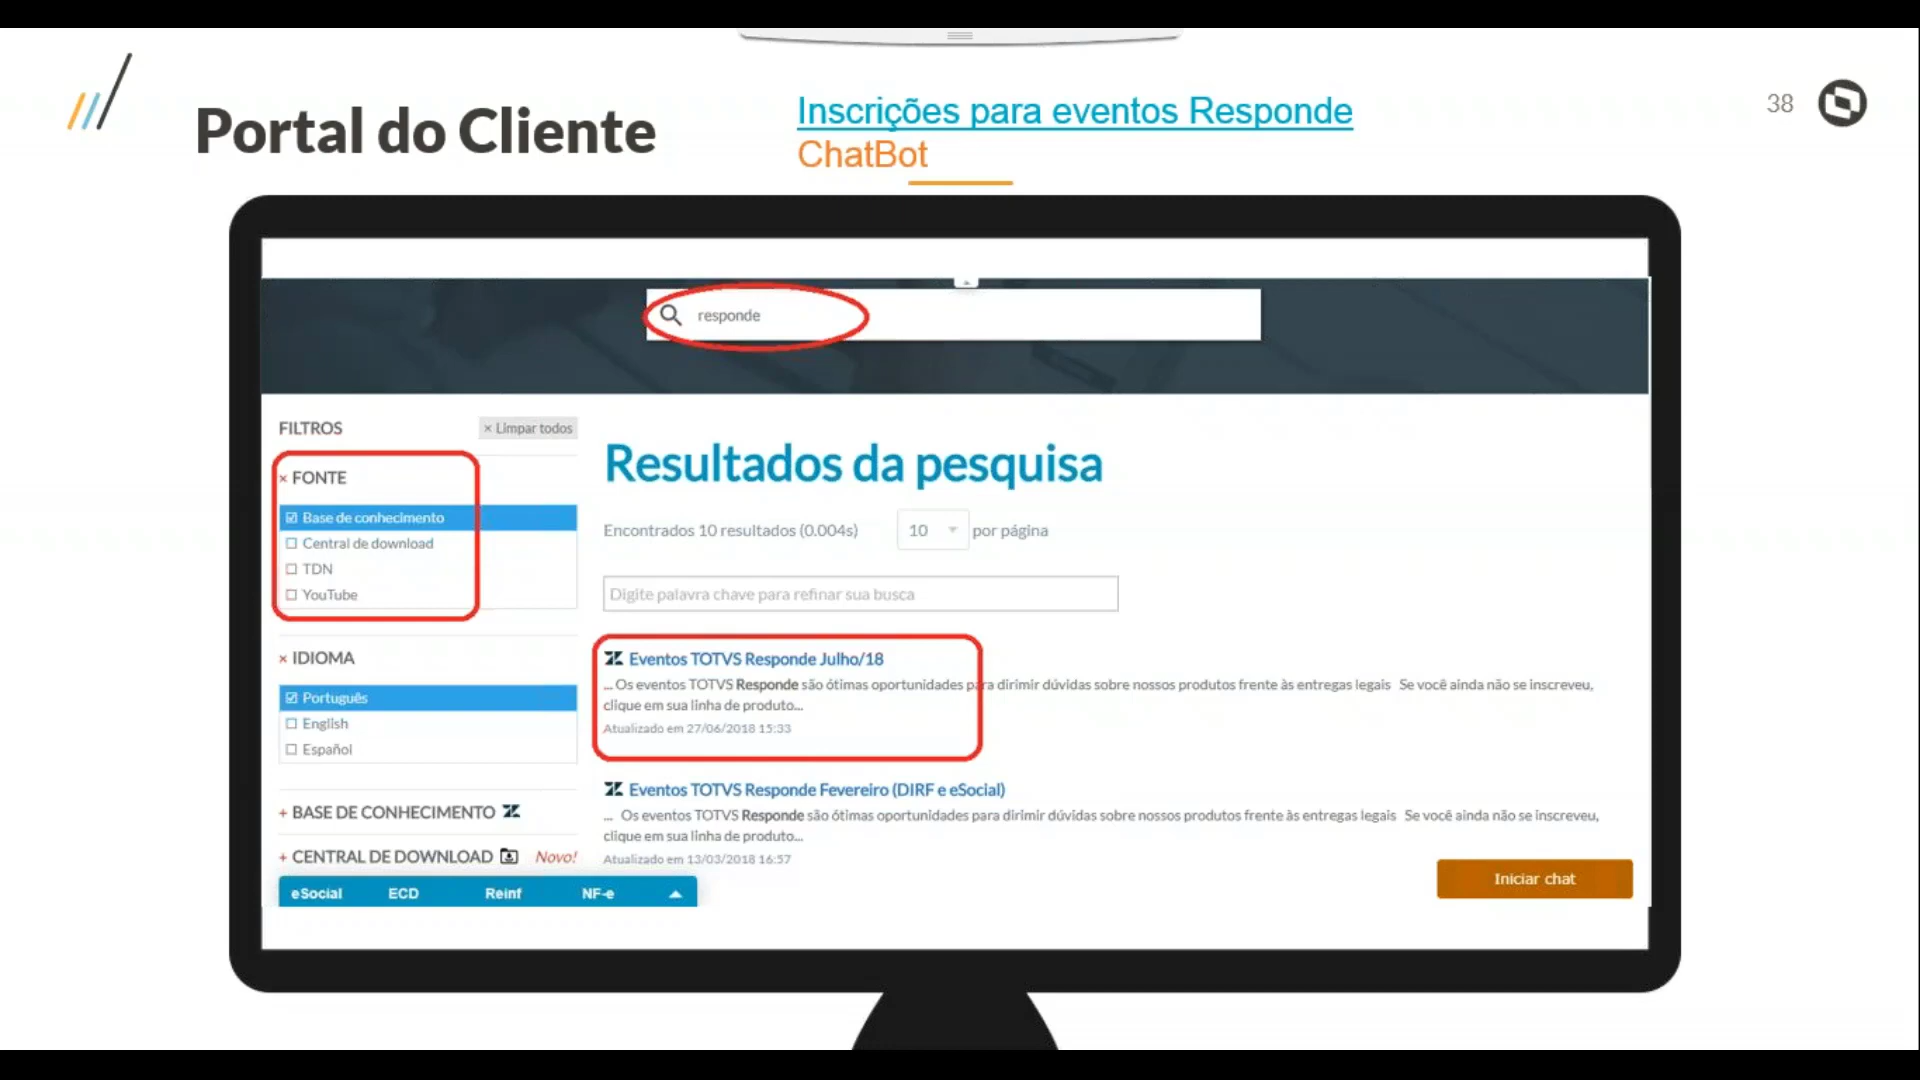 Portal do Cliente
Inscrições para eventos Responde
ChatBot
38
responde
FILTROS
× Limpar todos
× FONTE
Base de conhecimento
Central de download
TDN
YouTube
× IDIOMA
Português
English
Español
+ BASE DE CONHECIMENTO
+ CENTRAL DE DOWNLOAD Novo!
eSocial ECD Reinf NF-e
Resultados da pesquisa
Encontrados 10 resultados (0.004s) 10 por página
Digite palavra chave para refinar sua busca
Eventos TOTVS Responde Julho/18
... Os eventos TOTVS Responde são ótimas oportunidades para dirimir dúvidas sobre nossos produtos frente às entregas legais Se você ainda não se inscreveu,
clique em sua linha de produto...
Atualizado em 27/06/2018 15:33
Eventos TOTVS Responde Fevereiro (DIRF e eSocial)
... Os eventos TOTVS Responde são ótimas oportunidades para dirimir dúvidas sobre nossos produtos frente às entregas legais Se você ainda não se inscreveu,
clique em sua linha de produto...
Atualizado em 13/03/2018 16:57
Iniciar chat